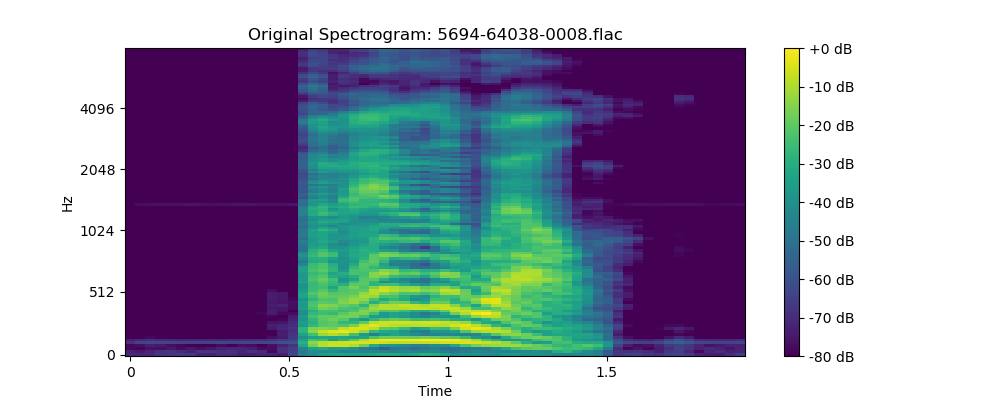 Original Spectrogram: 5694-64038-0008.flac
Hz
4096
2048
1024
512
0
0
0.5
1
1.5
Time
+0 dB
-10 dB
-20 dB
-30 dB
-40 dB
-50 dB
-60 dB
-70 dB
-80 dB